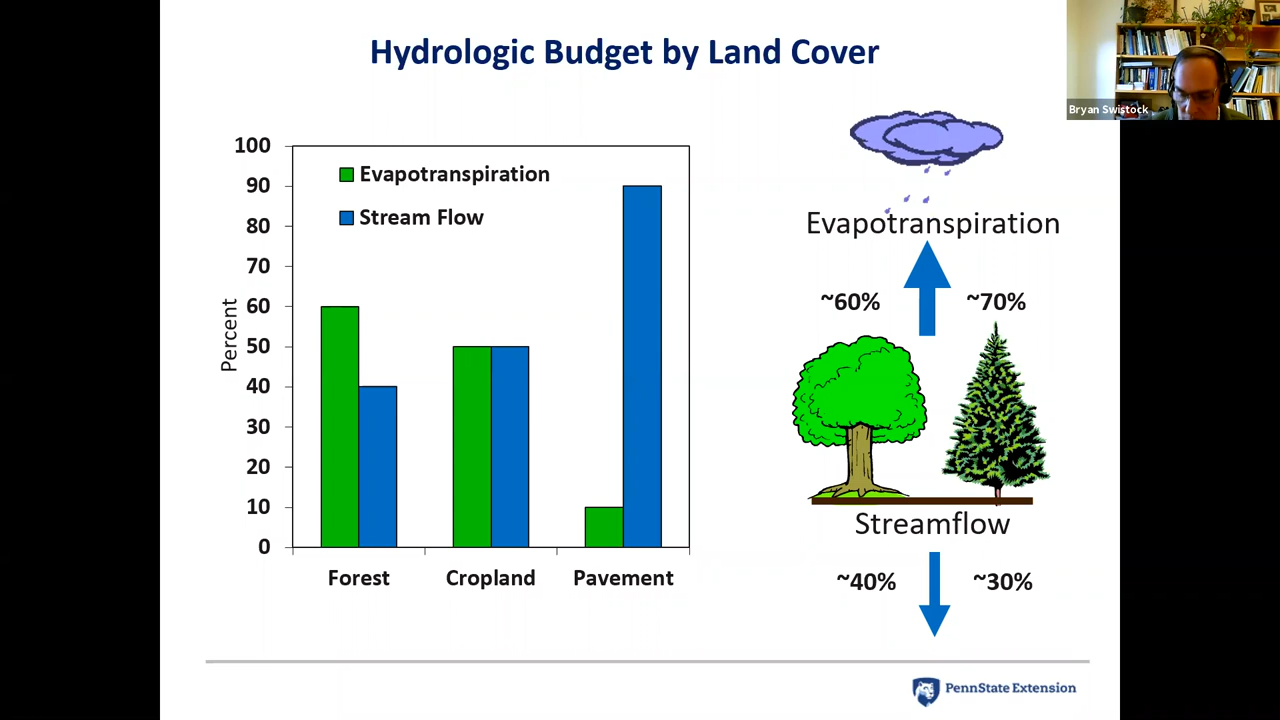 Hydrologic Budget by Land Cover
Bryan Swistock
100
90
80
70
60
50
40
30
20
10
0
Percent
Evapotranspiration
Stream Flow
Forest
Cropland
Pavement
Evapotranspiration
~60%
~70%
Streamflow
~40%
~30%
PennState Extension